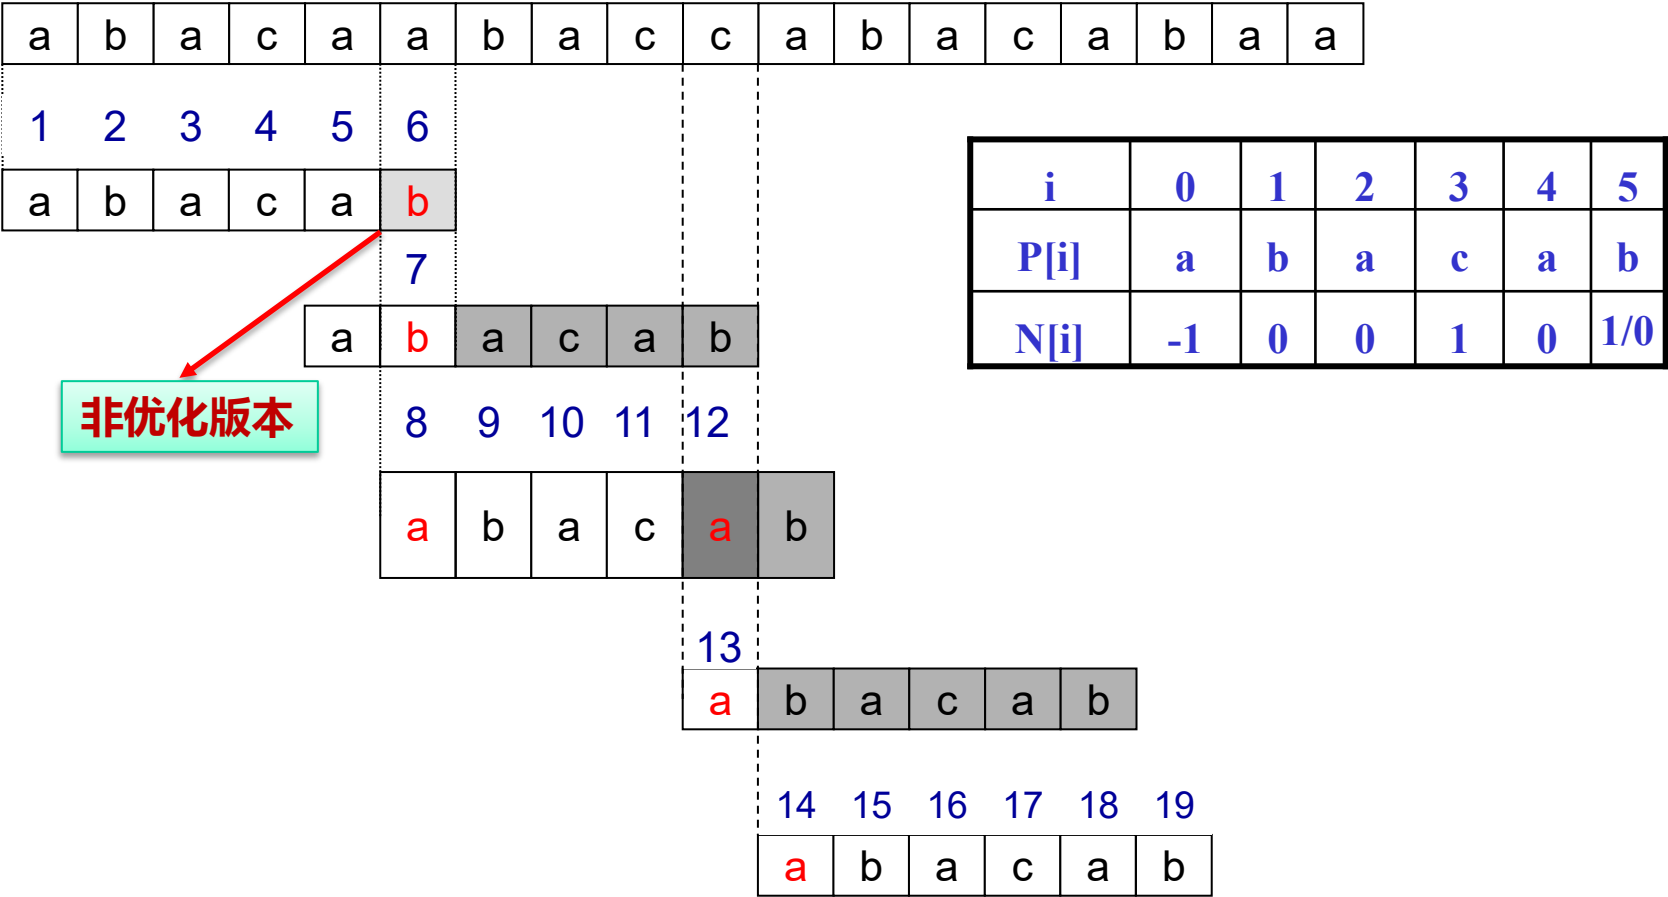 a b a c a a b a c c a b a c a b a a
1 2 3 4 5 6
a b a c a b
7
a b a c a b
非优化版本
8 9 10 11 12
a b a c a b
13
a b a c a b
14 15 16 17 18 19
a b a c a b
i 0 1 2 3 4 5
P[i] a b a c a b
N[i] -1 0 0 1 0 1/0